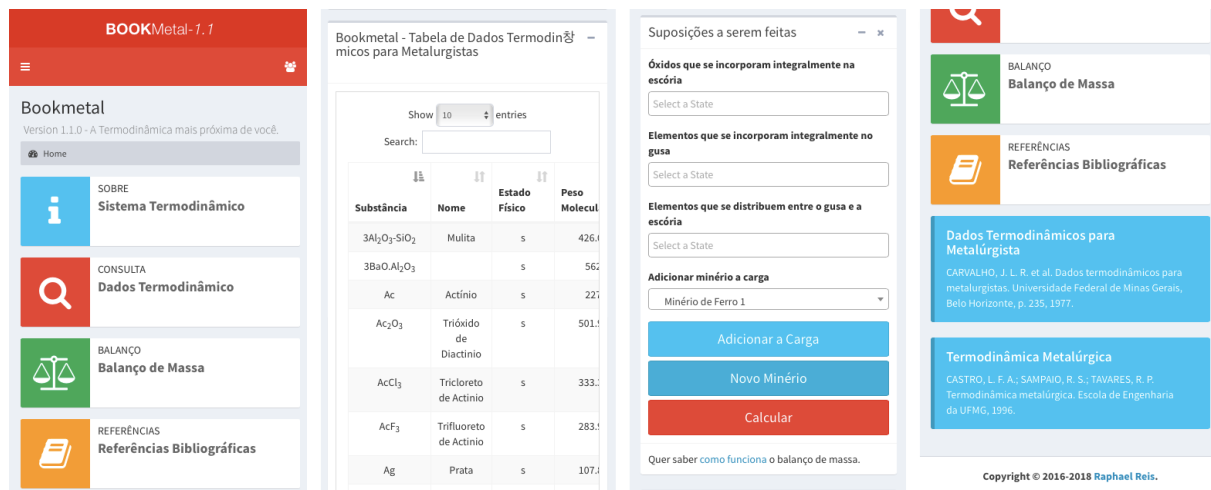 BOOKMetal-1.1
Bookmetal
Version 1.1.0 - A Termodinâmica mais próxima de você.
Home
SOBRE
Sistema Termodinâmico
CONSULTA
Dados Termodinâmico
BALANÇO
Balanço de Massa
REFERÊNCIAS
Referências Bibliográficas
Bookmetal - Tabela de Dados Termodin창
micos para Metalurgistas
Show 10 entries
Search:
Substância Nome Estado Físico Peso
3Al₂O₃-SiO₂ Mulita s
3BaO.Al₂O₃ s 562
Ac Actínio s 227
Ac₂O₃ Trióxido de Diactinio s 501.
AcCl₃ Tricloreto de Actinio s 333.
AcF₃ Trifluoreto de Actinio s 283.
Ag Prata s 107.
Suposições a serem feitas
Óxidos que se incorporam integralmente na
escória
Select a State
Elementos que se incorporam integralmente no
gusa
Select a State
Elementos que se distribuem entre o gusa e a
escória
Select a State
Adicionar minério a carga
Minério de Ferro 1
Adicionar a Carga
Novo Minério
Calcular
Quer saber como funciona o balanço de massa.
BALANÇO
Balanço de Massa
REFERÊNCIAS
Referências Bibliográficas
Dados Termodinâmicos para
Metalúrgista
CARVALHO, J. L. R. et al. Dados termodinâmicos para
metalurgistas. Universidade Federal de Minas Gerais,
Belo Horizonte, p. 235, 1977.
Termodinâmica Metalúrgica
CASTRO, L. F. A.; SAMPAIO, R. S.; TAVARES, R. P.
Termodinâmica metalúrgica. Escola de Engenharia
da UFMG, 1996.
Copyright © 2016-2018 Raphael Reis.